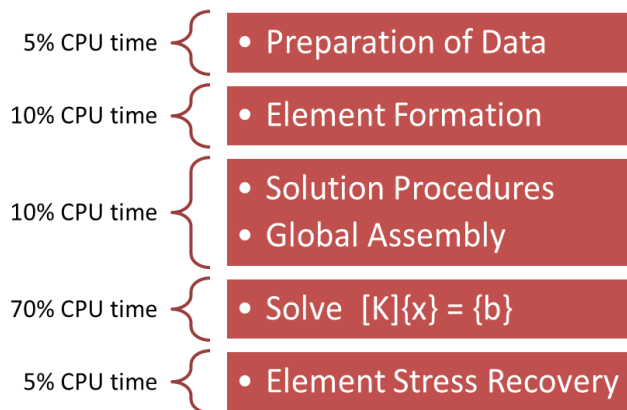 5% CPU time
• Preparation of Data
10% CPU time
• Element Formation
10% CPU time
• Solution Procedures
• Global Assembly
70% CPU time
• Solve [K]{x} = {b}
5% CPU time
• Element Stress Recovery